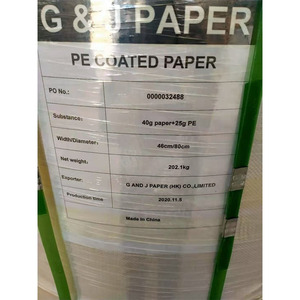 G & J PAPER
PE COATED PAPER
PO No.: 0000032488
Substance: 40g paper+25g PE
Width/Diameter: 46cm/80cm
Net weight: 202.1kg
Exporter: G AND J PAPER (HK) CO.,LIMITED
Production time 2020.11.6
Made in China